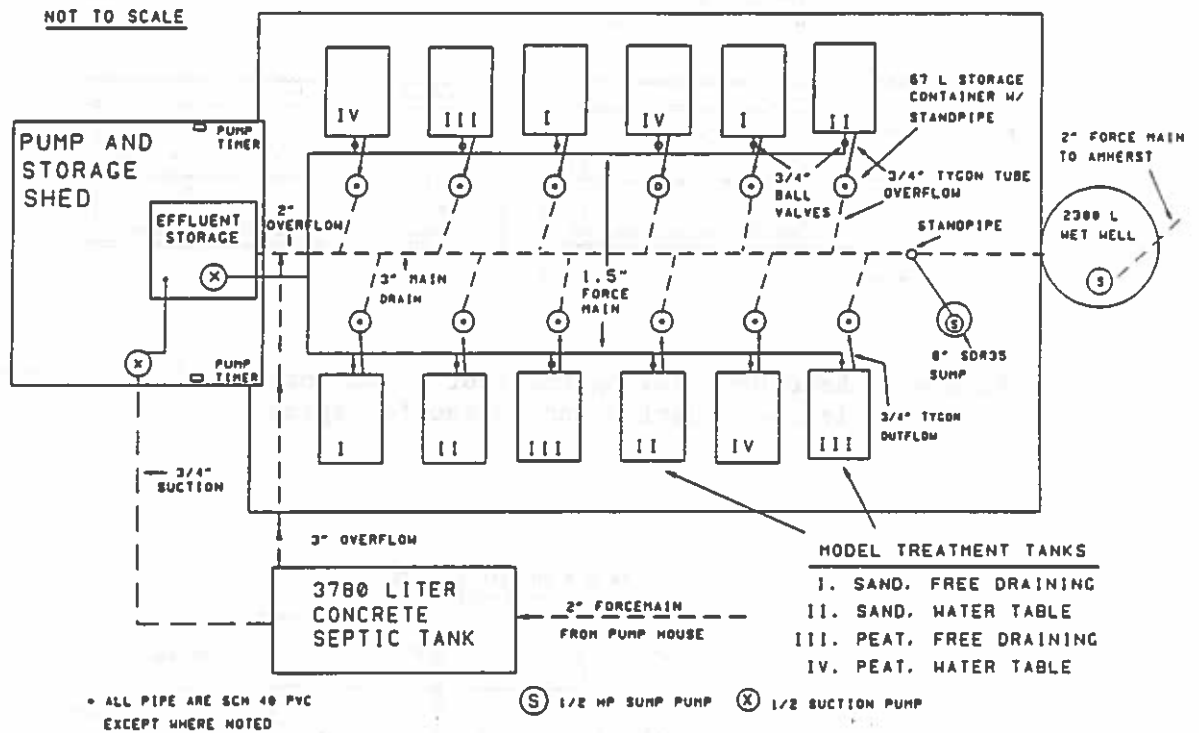 NOT TO SCALE
IV
III
I
IV
I
II
67 L STORAGE
CONTAINER W/
STANDPIPE
PUMP
TIMER
PUMP AND
STORAGE
SHED
2" FORCE MAIN
TO AMHERST
3/4"
BALL
VALVES
3/4" TYGON TUBE
OVERFLOW
EFFLUENT
STORAGE
2"
OVERFLOW
STANDPIPE
2300 L
WET WELL
X
S
3" MAIN
DRAIN
1.5"
FORCE
MAIN
X
S
8" SDR35
SUMP
PUMP
TIMER
3/4" TYGON
OUTFLOW
I
II
III
II
IV
III
3/4"
SUCTION
3" OVERFLOW
MODEL TREATMENT TANKS
I. SAND. FREE DRAINING
II. SAND. WATER TABLE
III. PEAT. FREE DRAINING
IV. PEAT. WATER TABLE
3780 LITER
CONCRETE
SEPTIC TANK
2" FORCEMAIN
FROM PUMP HOUSE
* ALL PIPE ARE SCH 40 PVC
EXCEPT WHERE NOTED
S 1/2 HP SUMP PUMP
X 1/2 SUCTION PUMP